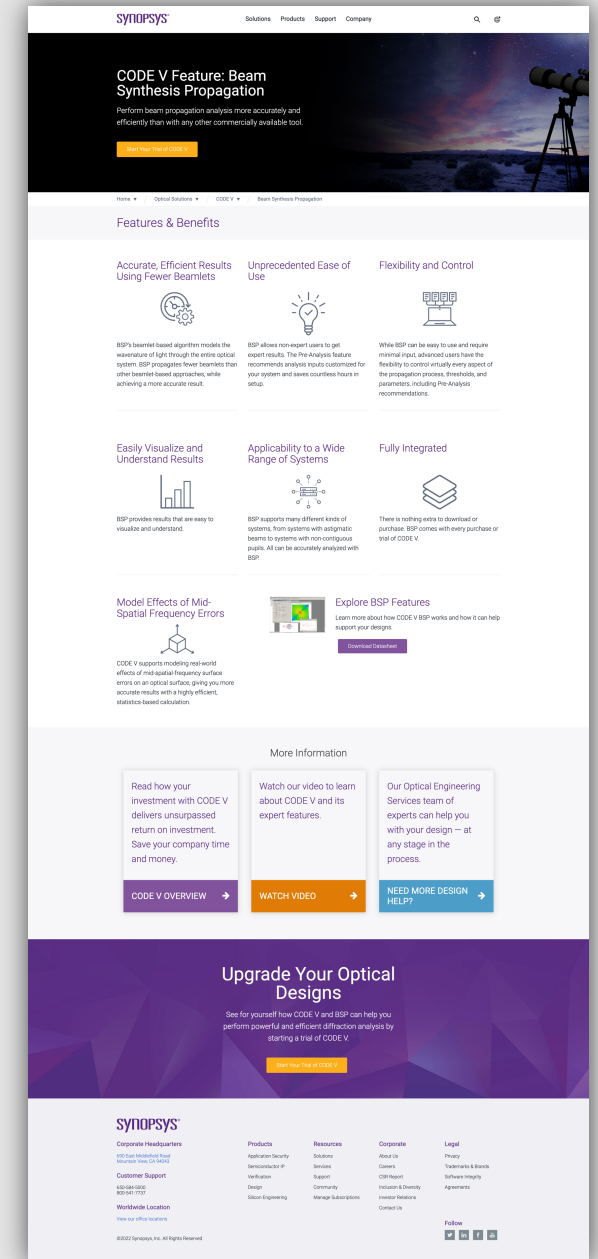 SYNOPSYS®
Solutions Products Support Company
CODE V Feature: Beam
Synthesis Propagation
Perform beam propagation analysis more accurately and
efficiently than with any other commercially available tool.
Start Your Trial of CODE V
Home / Optical Solutions / CODE V / Beam Synthesis Propagation
Features & Benefits
Accurate, Efficient Results
Using Fewer Beamlets
BSP's beamlet-based algorithm models the
wavenature of light through the entire optical
system. BSP propagates fewer beamlets than
other beamlet-based approaches, while
achieving a more accurate result.
Unprecedented Ease of
Use
BSP allows non-expert users to get
expert results. The Pre-Analysis feature
recommends analysis inputs customized for
your system and saves countless hours in
setup.
Flexibility and Control
While BSP can be easy to use and require
minimal input, advanced users have the
flexibility to control virtually every aspect of
the propagation process, thresholds, and
parameters, including Pre-Analysis
recommendations.
Easily Visualize and
Understand Results
BSP provides results that are easy to
visualize and understand.
Applicability to a Wide
Range of Systems
BSP supports many different kinds of
systems, from systems with astigmatic
beams to systems with non-contiguous
pupils. All can be accurately analyzed with
BSP.
Fully Integrated
There is nothing extra to download or
purchase. BSP comes with every purchase or
trial of CODE V.
Model Effects of Mid-
Spatial Frequency Errors
CODE V supports modeling real-world
effects of mid-spatial-frequency surface
errors on an optical surface, giving you more
accurate results with a highly efficient,
statistics-based calculation.
Explore BSP Features
Learn more about how CODE V BSP works and how it can help
support your designs.
Download Datasheet
More Information
Read how your
investment with CODE V
delivers unsurpassed
return on investment.
Save your company time
and money.
CODE V OVERVIEW
Watch our video to learn
about CODE V and its
expert features.
WATCH VIDEO
Our Optical Engineering
Services team of
experts can help you
with your design — at
any stage in the
process.
NEED MORE DESIGN
HELP?
Upgrade Your Optical
Designs
See for yourself how CODE V and BSP can help you
perform powerful and efficient diffraction analysis by
starting a trial of CODE V.
Start Your Trial of CODE V
SYNOPSYS®
Corporate Headquarters
690 East Middlefield Road
Mountain View, CA 94043
Customer Support
650-584-5000
800-541-7737
Worldwide Location
View our office locations
©2022 Synopsys, Inc. All Rights Reserved
Products
Application Security
Semiconductor IP
Verification
Design
Silicon Engineering
Resources
Solutions
Services
Support
Community
Manage Subscriptions
Corporate
About Us
Careers
CSR Report
Inclusion & Diversity
Investor Relations
Contact Us
Legal
Privacy
Trademarks & Brands
Software Integrity
Agreements
Follow